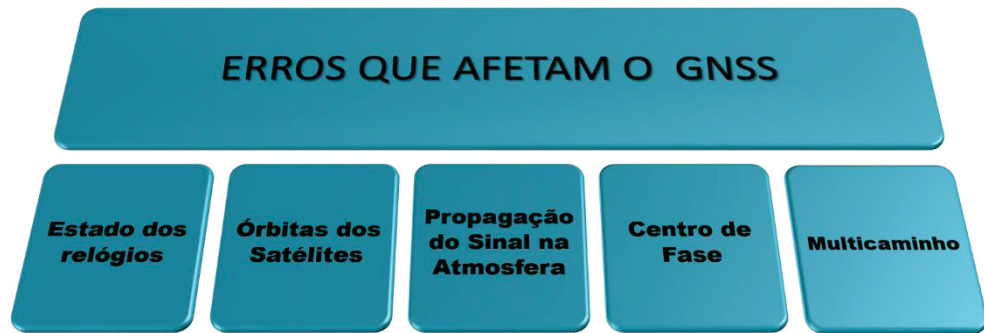 ERROS QUE AFETAM O GNSS
Estado dos
relógios
Órbitas dos
Satélites
Propagação
do Sinal na
Atmosfera
Centro de
Fase
Multicaminho